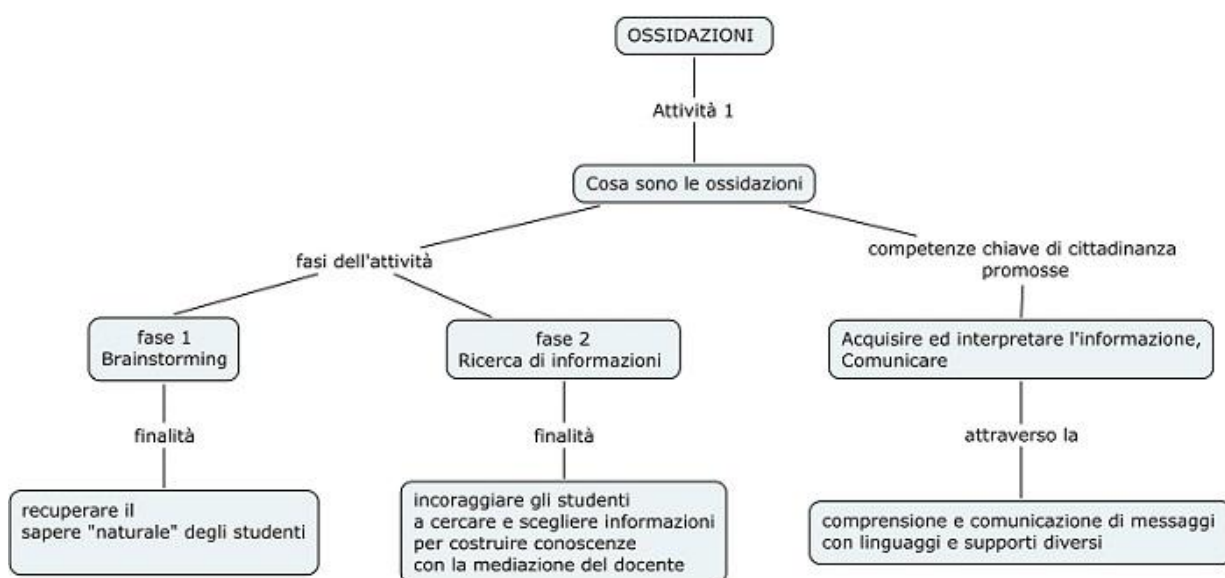 OSSIDAZIONI
Attività 1
Cosa sono le ossidazioni
fasi dell'attività
competenze chiave di cittadinanza
promosse
fase 1
Brainstorming
fase 2
Ricerca di informazioni
Acquisire ed interpretare l'informazione,
Comunicare
finalità
finalità
attraverso la
recuperare il
sapere "naturale" degli studenti
incoraggiare gli studenti
a cercare e scegliere informazioni
per costruire conoscenze
con la mediazione del docente
comprensione e comunicazione di messaggi
con linguaggi e supporti diversi